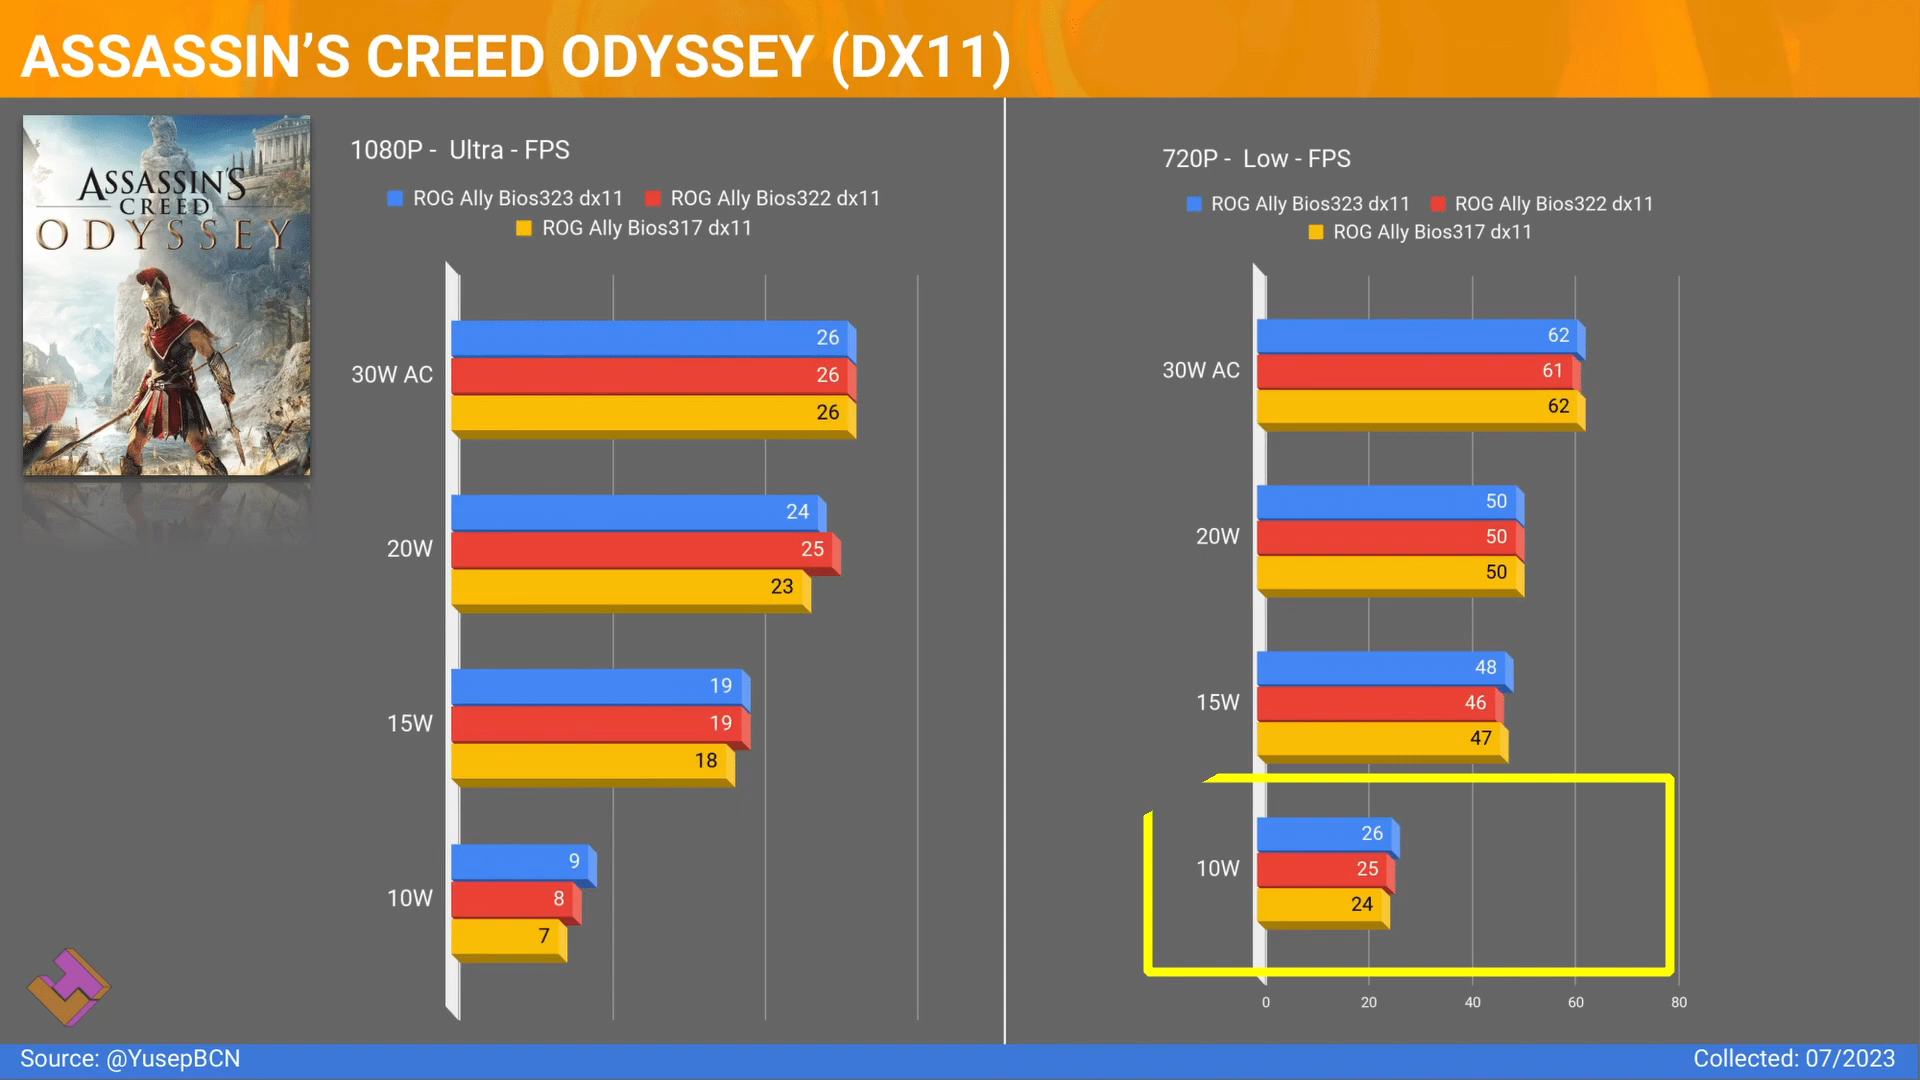 ASSASSIN’S CREED ODYSSEY (DX11)
ASSASSIN'S
CREED
ODYSSEY
1080P - Ultra - FPS
ROG Ally Bios323 dx11 ROG Ally Bios322 dx11
ROG Ally Bios317 dx11
30W AC
26
26
26
20W
24
25
23
15W
19
19
18
10W
9
8
7
720P - Low - FPS
ROG Ally Bios323 dx11 ROG Ally Bios322 dx11
ROG Ally Bios317 dx11
30W AC
62
61
62
20W
50
50
50
15W
48
46
47
10W
26
25
24
0 20 40 60 80
Source: @YusepBCN
Collected: 07/2023